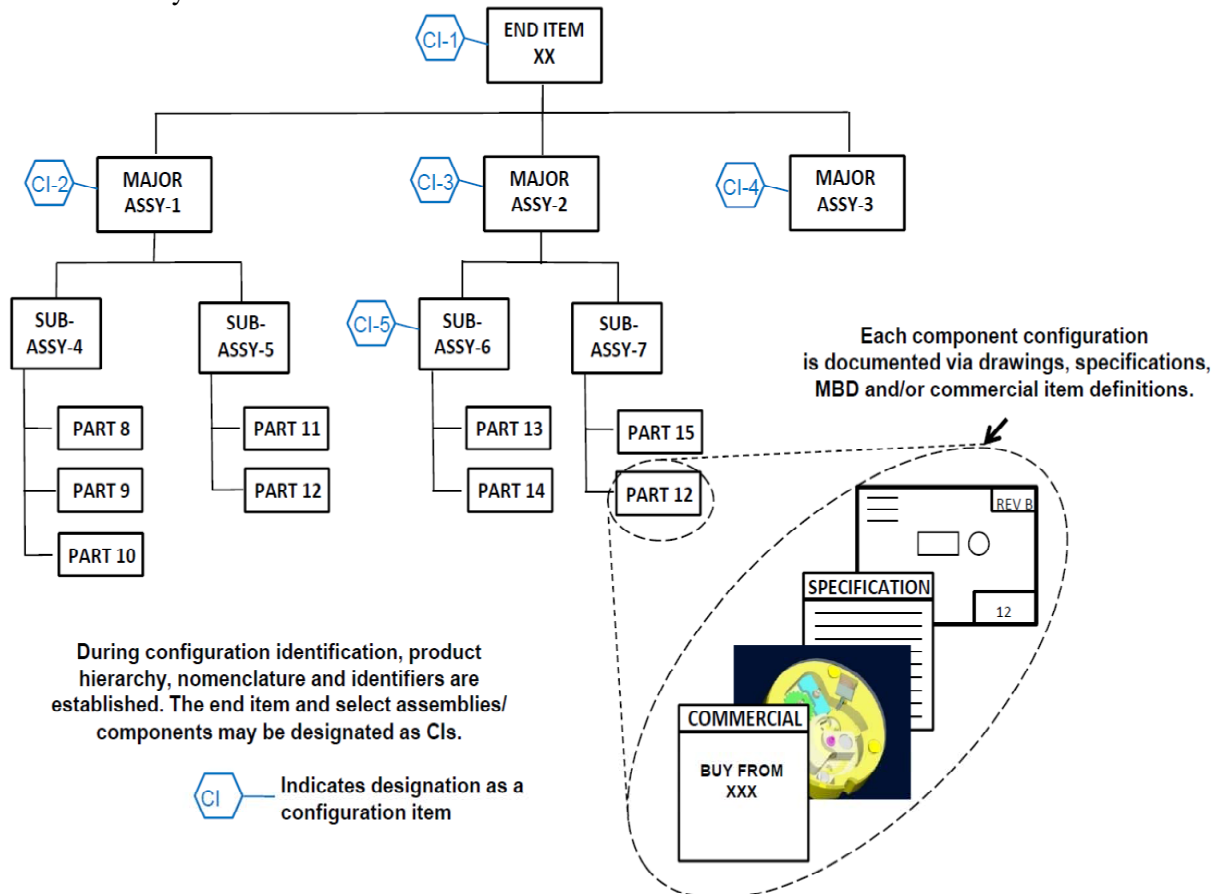 CI-1
END ITEM
XX
CI-2
MAJOR
ASSY-1
CI-3
MAJOR
ASSY-2
CI-4
MAJOR
ASSY-3
SUB-
ASSY-4
SUB-
ASSY-5
CI-5
SUB-
ASSY-6
SUB-
ASSY-7
PART 8
PART 9
PART 10
PART 11
PART 12
PART 13
PART 14
PART 15
PART 12
Each component configuration
is documented via drawings, specifications,
MBD and/or commercial item definitions.
REV B
12
SPECIFICATION
COMMERCIAL
BUY FROM
XXX
During configuration identification, product
hierarchy, nomenclature and identifiers are
established. The end item and select assemblies/
components may be designated as CIs.
CI
Indicates designation as a
configuration item